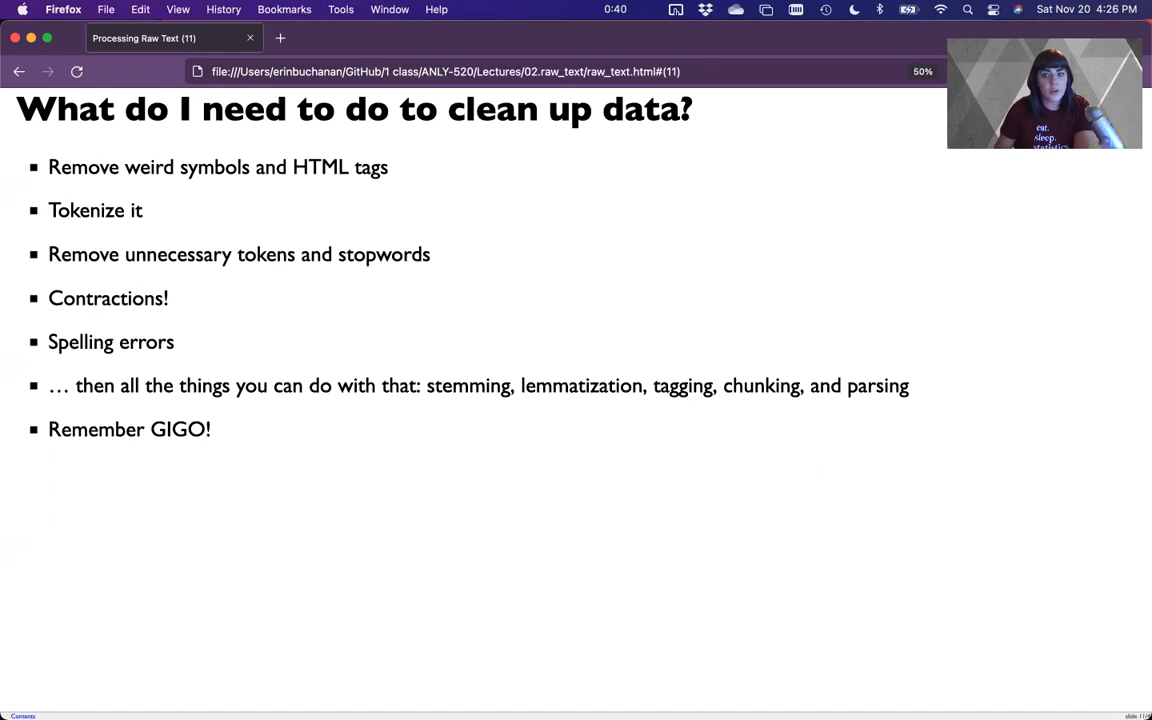 Firefox File Edit View History Bookmarks Tools Window Help 0:40 Sat Nov 20 4:26 PM
Processing Raw Text (11)
file:///Users/erinbuchanan/GitHub/1 class/ANLY-520/Lectures/02.raw_text/raw_text.html#(11) 50%
What do I need to do to clean up data?
eat.
sleep.
statistics.
Remove weird symbols and HTML tags
Tokenize it
Remove unnecessary tokens and stopwords
Contractions!
Spelling errors
… then all the things you can do with that: stemming, lemmatization, tagging, chunking, and parsing
Remember GIGO!
Contents